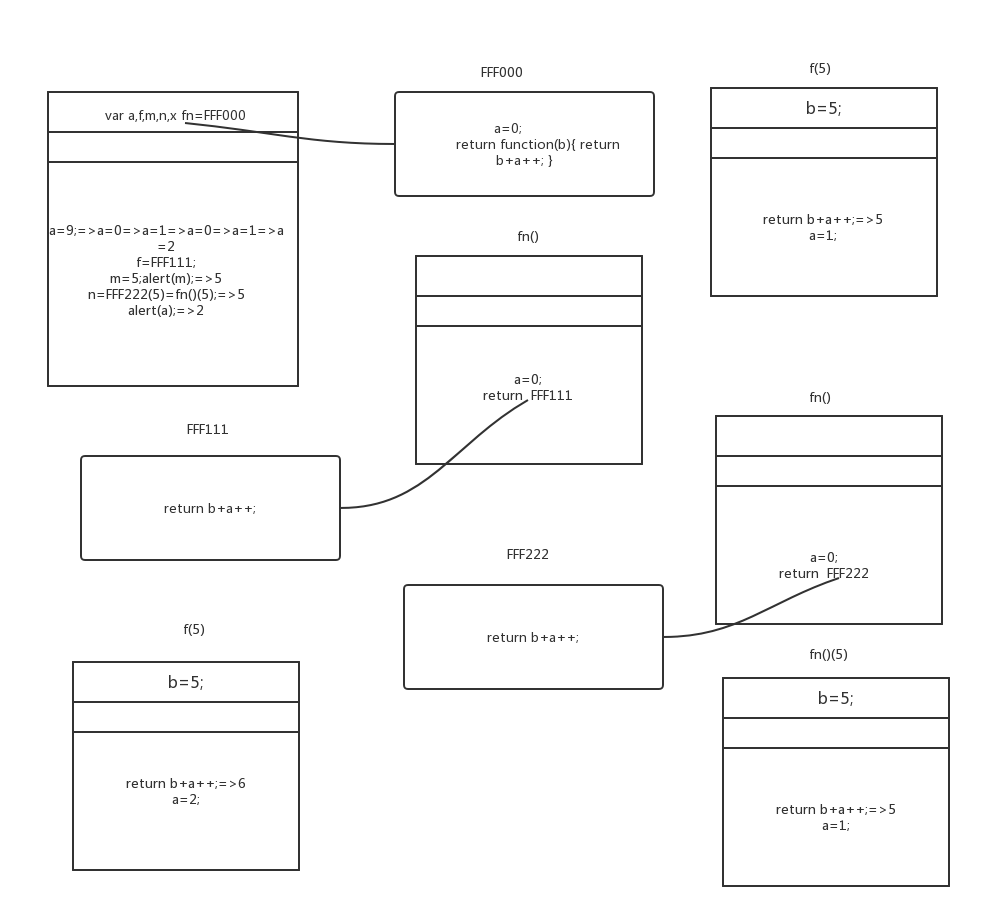 FFF000
f(5)
var a,f,m,n,x fn=FFF000
a=0;
return function(b){ return
b+a++; }
b=5;
return b+a++;=>5
a=1;
a=9;=>a=0=>a=1=>a=0=>a=1=>a
=2
f=FFF111;
m=5;alert(m);=>5
n=FFF222(5)=fn()(5);=>5
alert(a);=>2
fn()
a=0;
return FFF111
fn()
a=0;
return FFF222
FFF111
return b+a++;
FFF222
return b+a++;
f(5)
b=5;
return b+a++;=>6
a=2;
fn()(5)
b=5;
return b+a++;=>5
a=1;